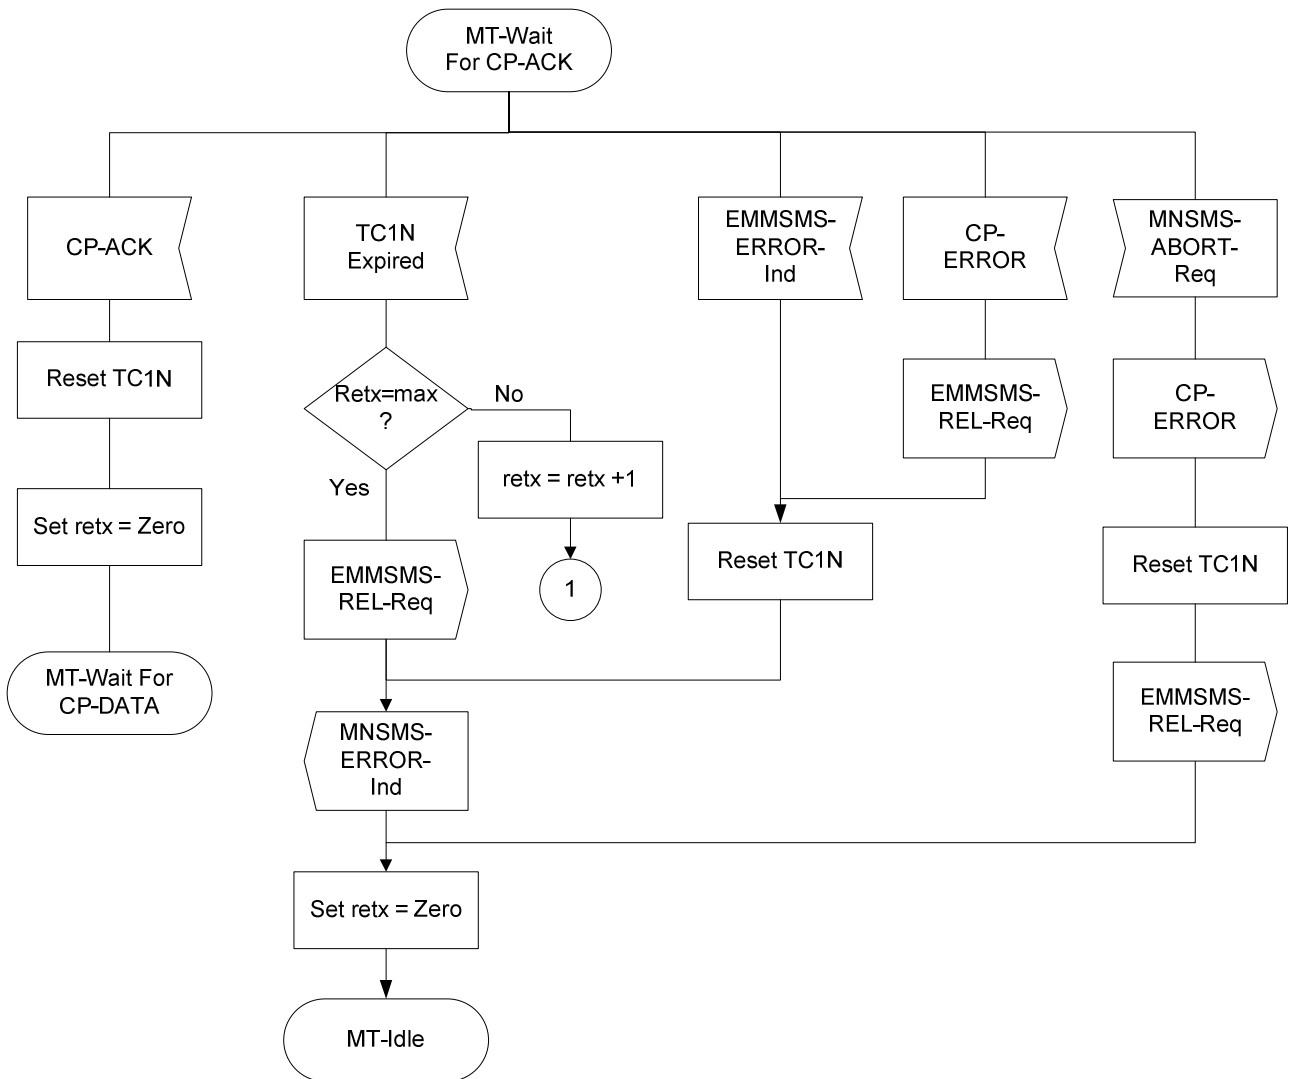 MT-Wait
For CP-ACK
CP-ACK
TC1N
Expired
EMMSMS-
ERROR-
Ind
CP-
ERROR
MNSMS-
ABORT-
Req
Reset TC1N
Retx=max
?
No
Yes
retx = retx +1
EMMSMS-
REL-Req
CP-
ERROR
Set retx = Zero
EMMSMS-
REL-Req
1
Reset TC1N
Reset TC1N
MT-Wait For
CP-DATA
MNSMS-
ERROR-
Ind
EMMSMS-
REL-Req
Set retx = Zero
MT-Idle